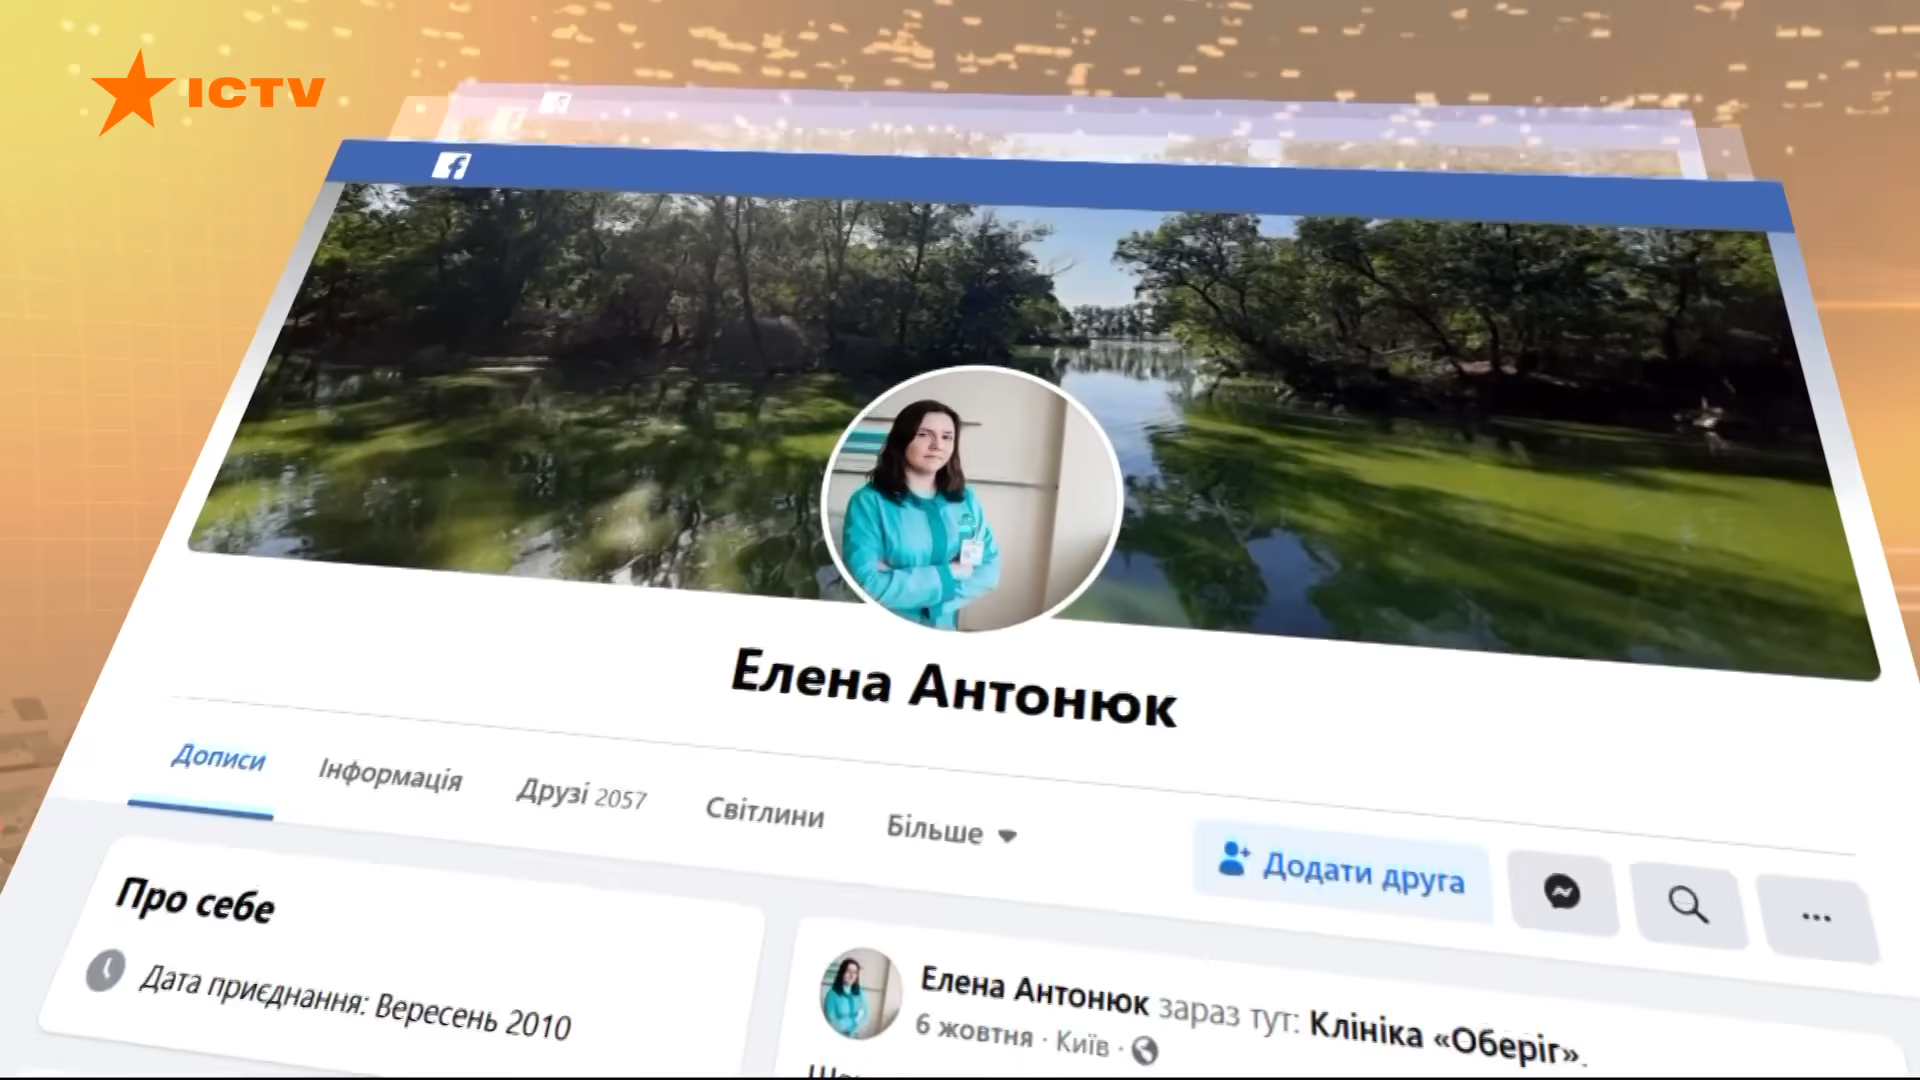 ICTV
Елена Антонюк
Дописи Інформація Друзі 2057 Світлини Більше
Додати друга
Про себе
Дата приєднання: Вересень 2010
Елена Антонюк зараз тут: Клініка «Оберіг».
6 жовтня · Київ ·